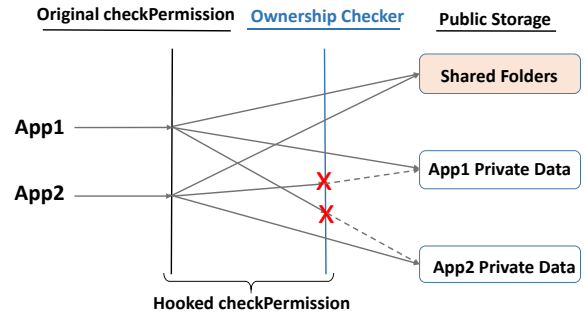 Original checkPermission
Ownership Checker
Public Storage
Shared Folders
App1
App1 Private Data
App2
App2 Private Data
Hooked checkPermission